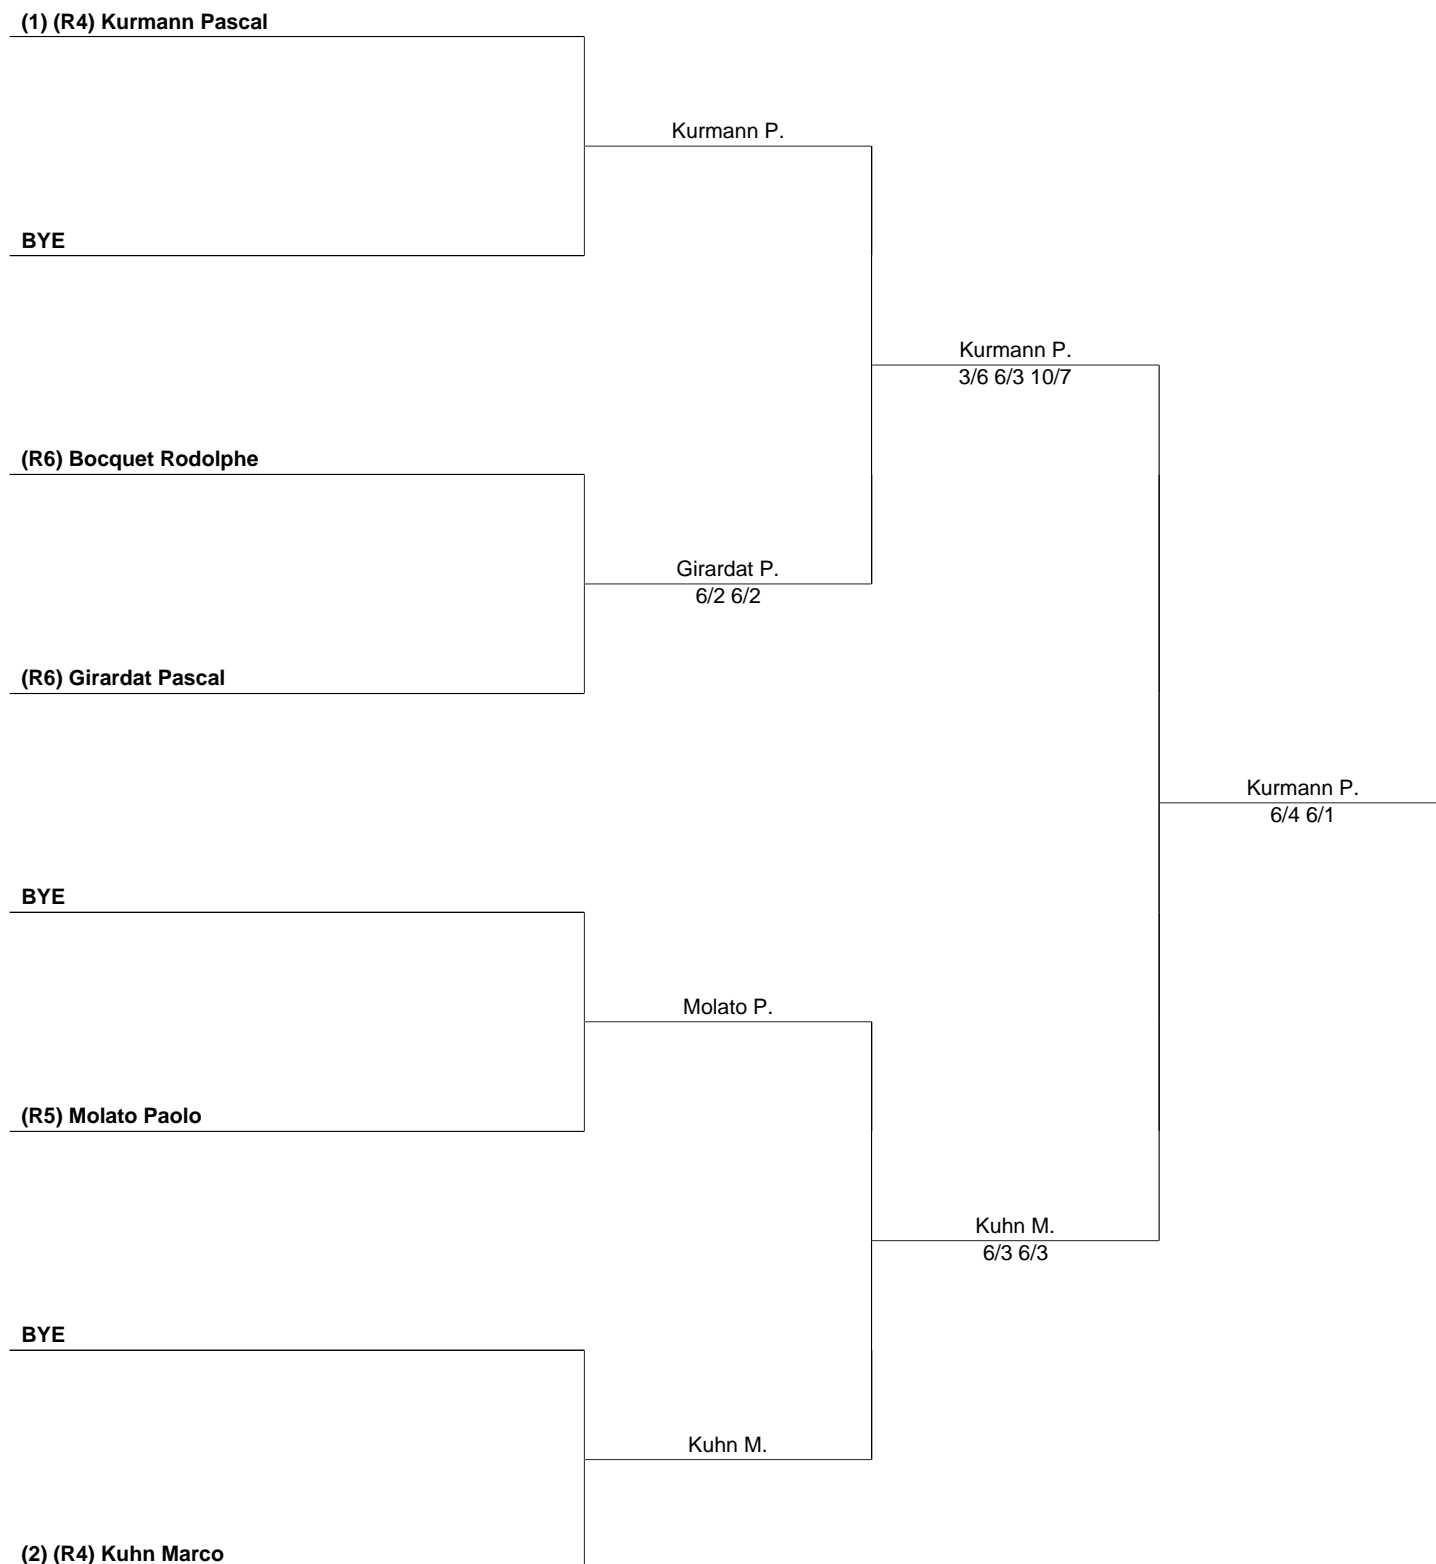 (1) (R4) Kurmann Pascal
Kurmann P.
BYE
Kurmann P.
3/6 6/3 10/7
(R6) Bocquet Rodolphe
Girardat P.
6/2 6/2
(R6) Girardat Pascal
Kurmann P.
6/4 6/1
BYE
Molato P.
(R5) Molato Paolo
Kuhn M.
6/3 6/3
BYE
Kuhn M.
(2) (R4) Kuhn Marco